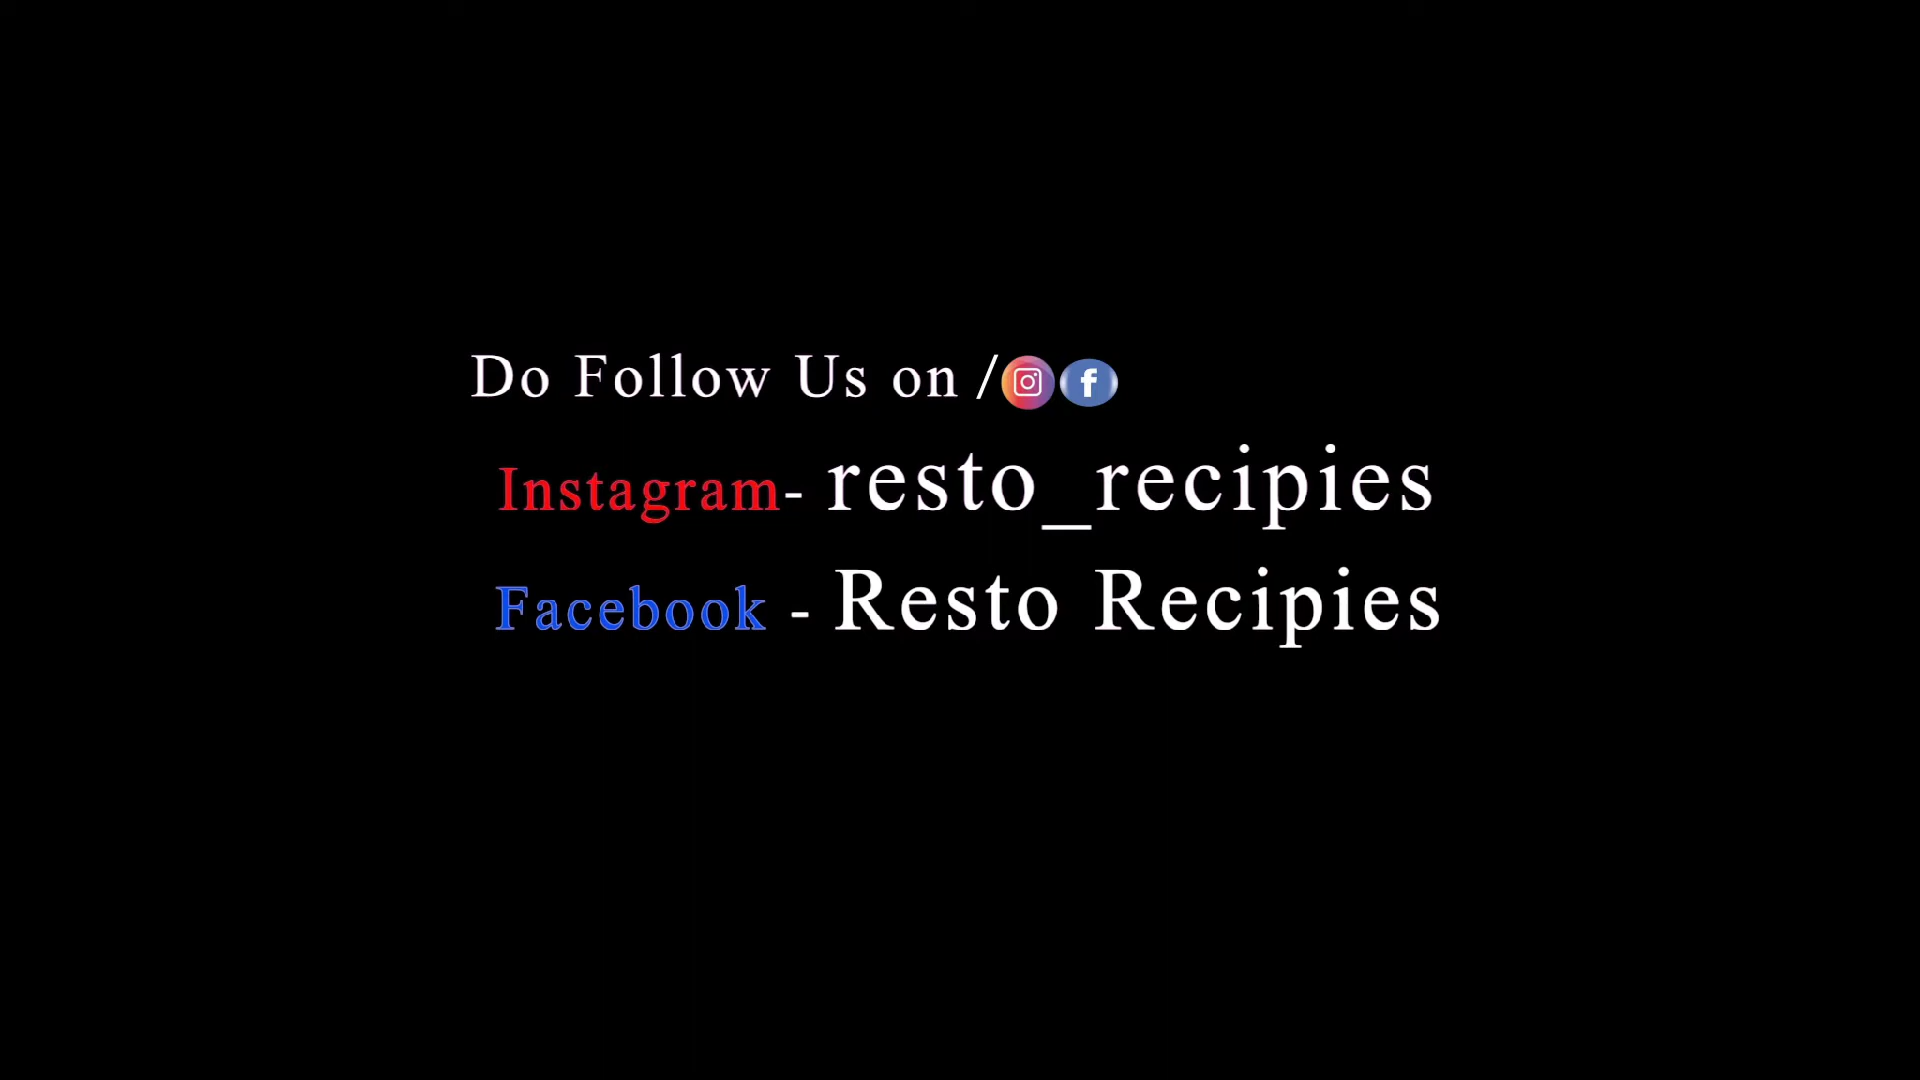 Do Follow Us on /
Instagram- resto_recipies
Facebook - Resto Recipies